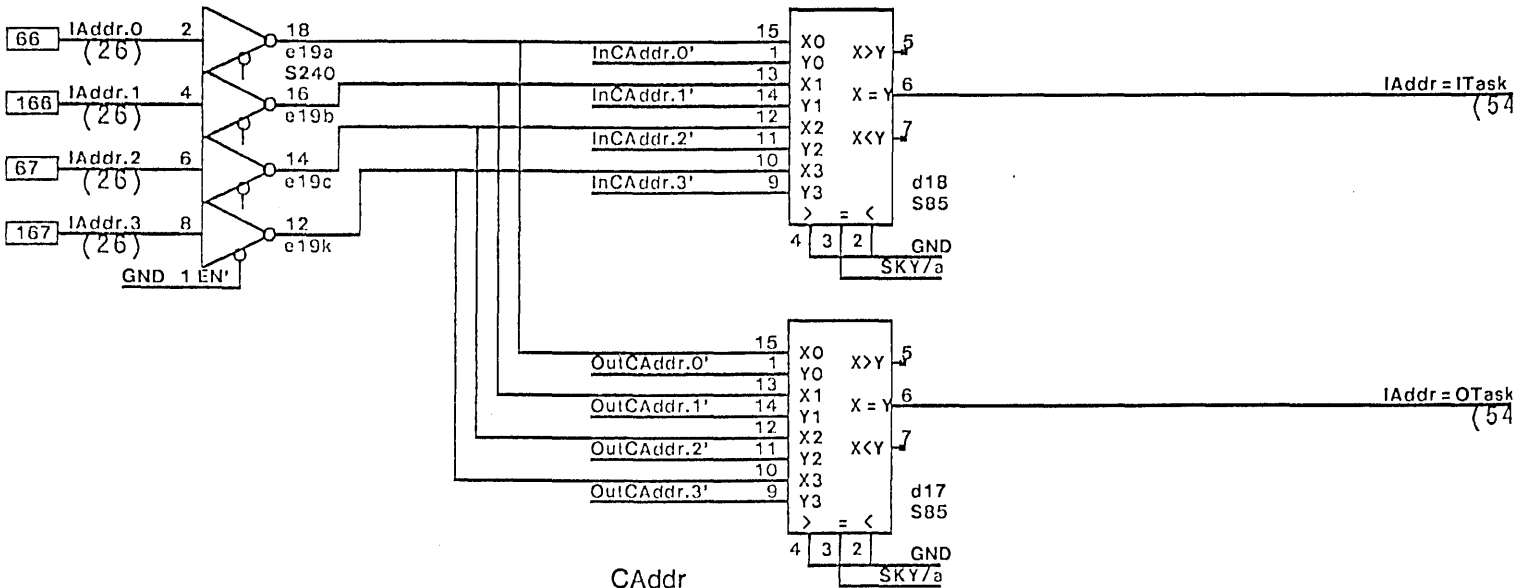 66 IAddr.0 2 18
(26) e19a
S240
166 IAddr.1 4 16
(26) e19b
67 IAddr.2 6 14
(26) e19c
167 IAddr.3 8 12
(26) e19k
GND 1 EN'
15 X0 X>Y 5
InCAddr.0' 1 Y0
13 X1 X=Y 6 IAddr=ITask
InCAddr.1' 14 Y1 (54
12 X2 X<Y 7
InCAddr.2' 11 Y2
10 X3
InCAddr.3' 9 Y3
d18
S85
> = <
4 3 2 GND
SKY/a
15 X0 X>Y 5
OutCAddr.0' 1 Y0
13 X1 X=Y 6 IAddr=OTask
OutCAddr.1' 14 Y1 (54
12 X2 X<Y 7
OutCAddr.2' 11 Y2
10 X3
OutCAddr.3' 9 Y3
d17
S85
> = <
4 3 2 GND
SKY/a
CAddr